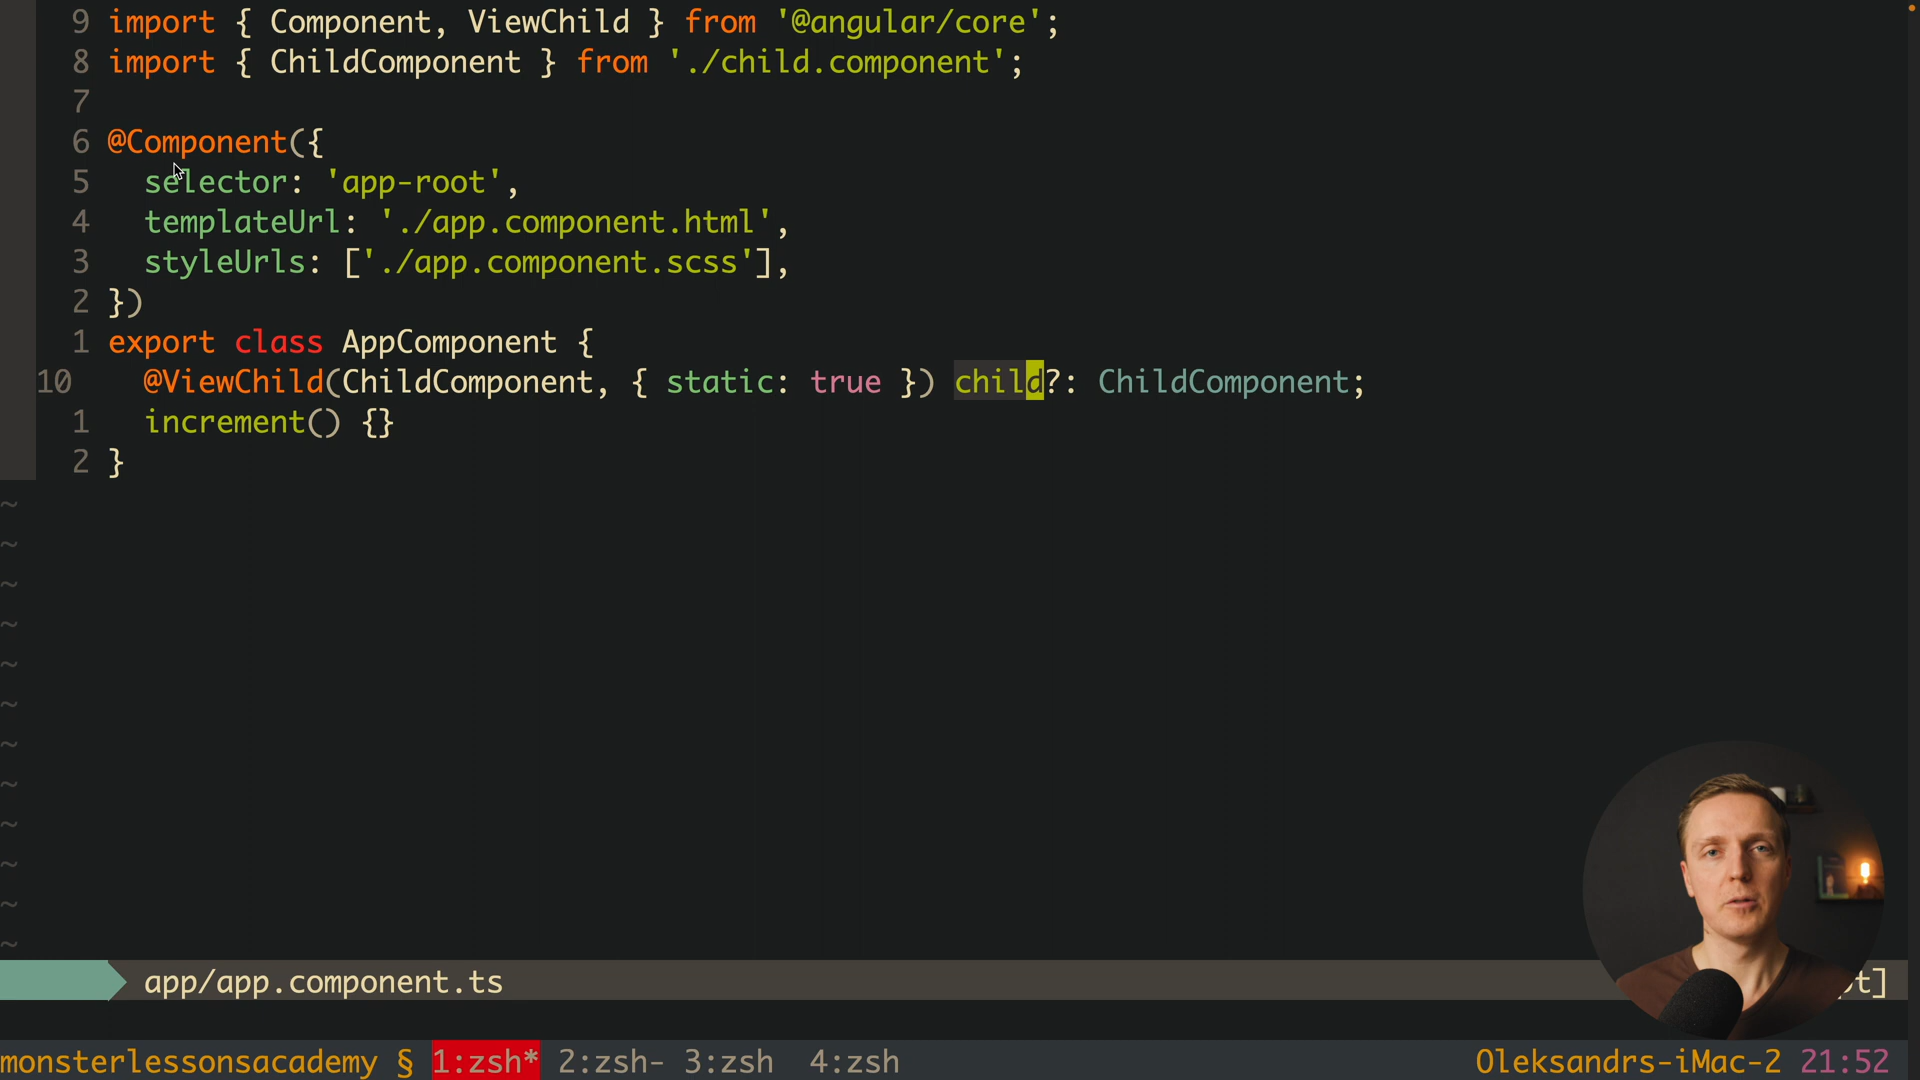 9 import { Component, ViewChild } from '@angular/core';
8 import { ChildComponent } from './child.component';
7
6 @Component({
5   selector: 'app-root',
4   templateUrl: './app.component.html',
3   styleUrls: ['./app.component.scss'],
2 })
1 export class AppComponent {
10   @ViewChild(ChildComponent, { static: true }) child?: ChildComponent;
1   increment() {}
2 }
~
~
~
~
~
~
~
~
~
~
~
~
app/app.component.ts pt]
monsterlessonsacademy § 1:zsh* 2:zsh- 3:zsh 4:zsh Oleksandrs-iMac-2 21:52